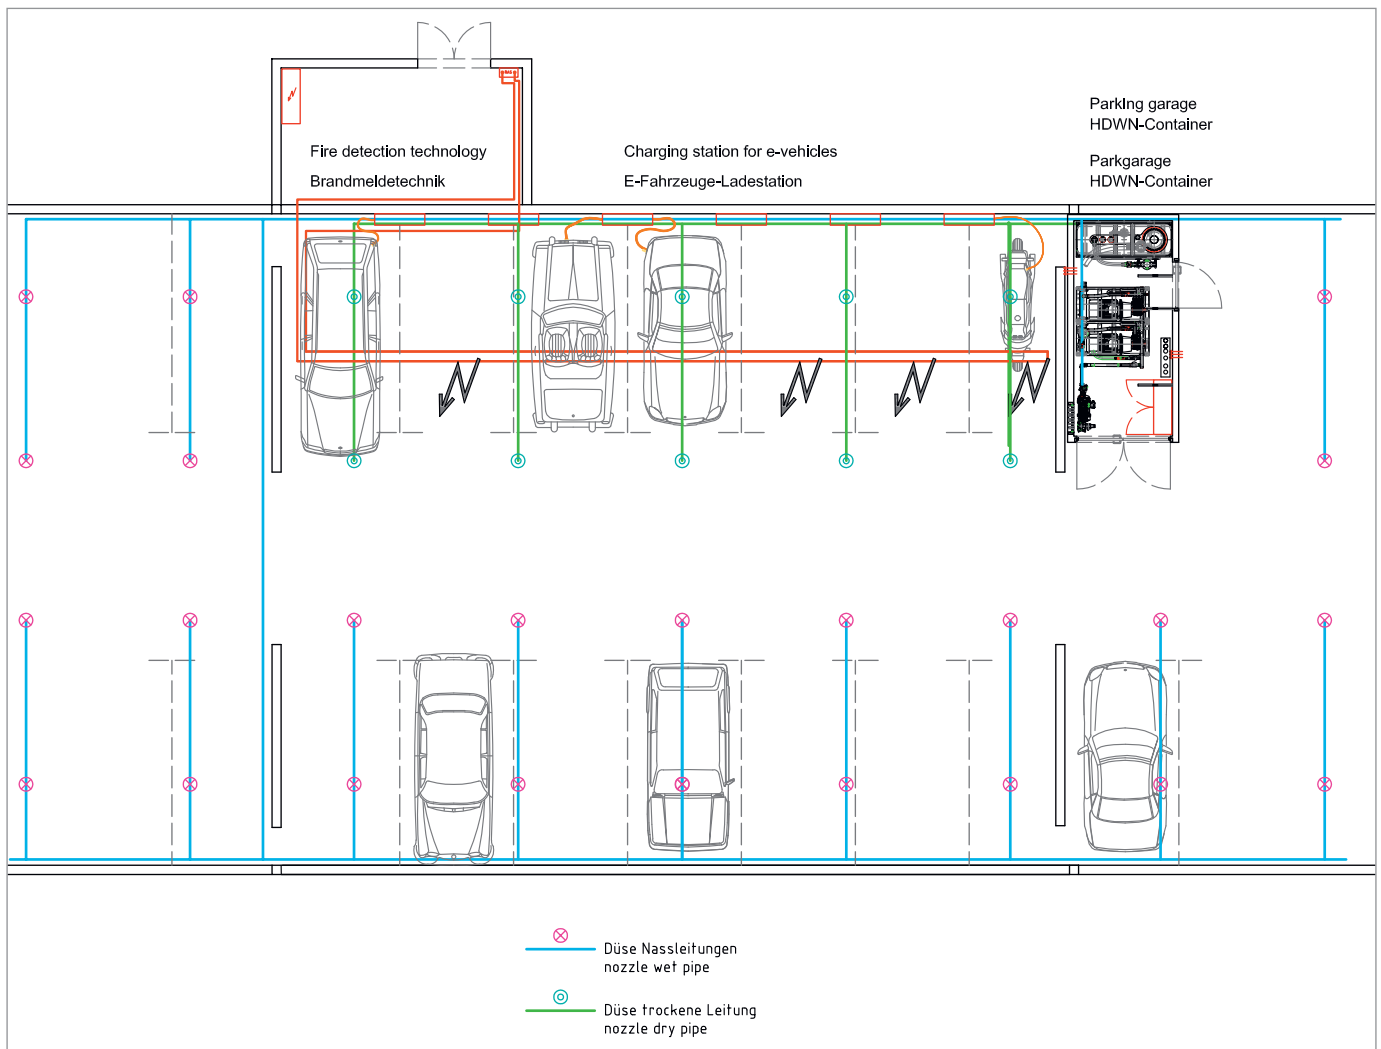 Parking garage
HDWN-Container
Fire detection technology
Charging station for e-vehicles
Parkgarage
HDWN-Container
Brandmeldetechnik
E-Fahrzeuge-Ladestation
Düse Nassleitungen
nozzle wet pipe
Düse trockene Leitung
nozzle dry pipe